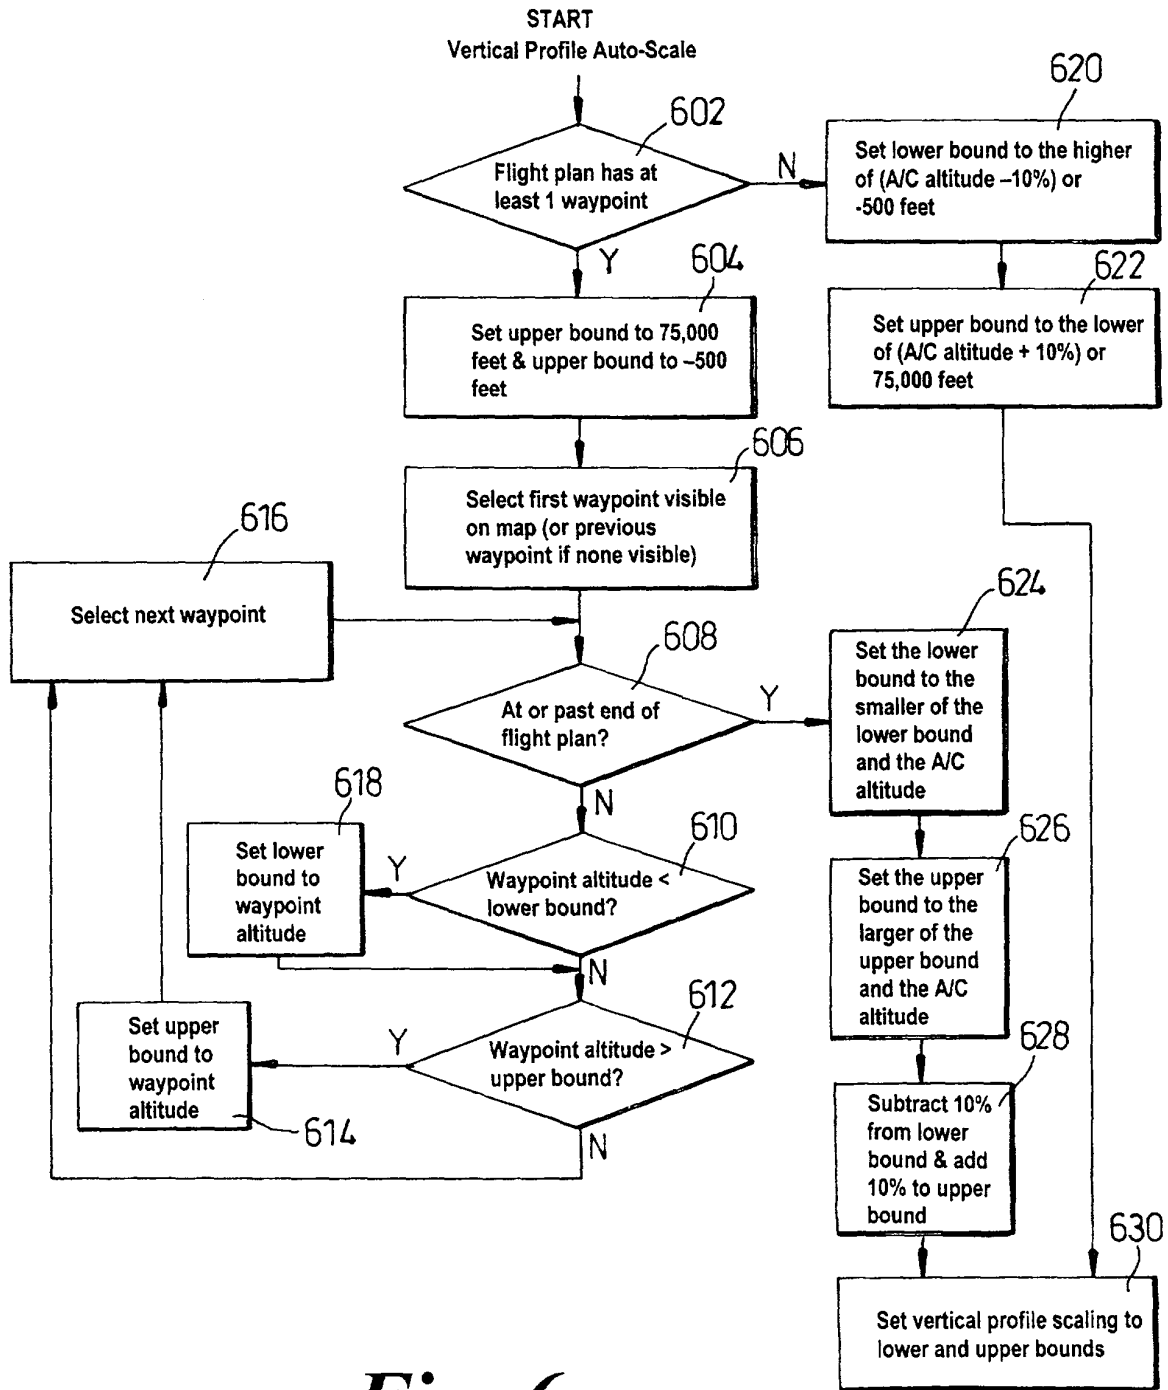 START
Vertical Profile Auto-Scale
602
Flight plan has at
least 1 waypoint
N
Y
620
Set lower bound to the higher
of (A/C altitude –10%) or
-500 feet
622
Set upper bound to the lower
of (A/C altitude + 10%) or
75,000 feet
604
Set upper bound to 75,000
feet & upper bound to –500
feet
606
Select first waypoint visible
on map (or previous
waypoint if none visible)
616
Select next waypoint
608
At or past end of
flight plan?
Y
N
624
Set the lower
bound to the
smaller of the
lower bound
and the A/C
altitude
618
Set lower
bound to
waypoint
altitude
Y
610
Waypoint altitude <
lower bound?
N
626
Set the upper
bound to the
larger of the
upper bound
and the A/C
altitude
Set upper
bound to
waypoint
altitude
614
Y
612
Waypoint altitude >
upper bound?
N
628
Subtract 10%
from lower
bound & add
10% to upper
bound
630
Set vertical profile scaling to
lower and upper bounds